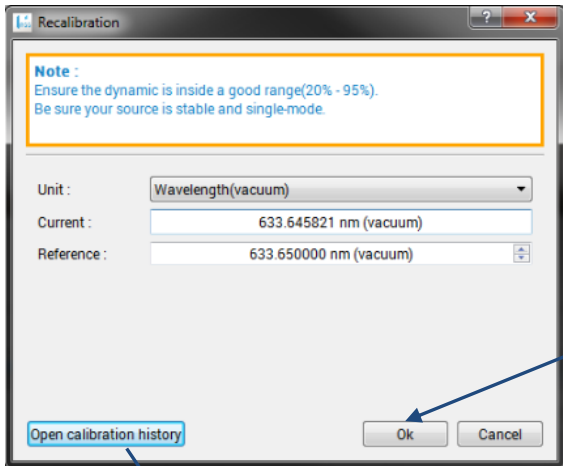 Recalibration
Note :
Ensure the dynamic is inside a good range(20% - 95%).
Be sure your source is stable and single-mode.
Unit : Wavelength(vacuum)
Current : 633.645821 nm (vacuum)
Reference : 633.650000 nm (vacuum)
Open calibration history Ok Cancel